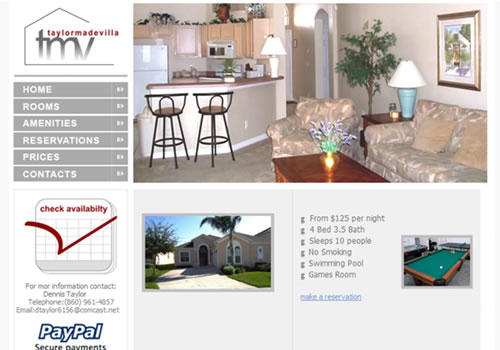 taylormadevilla
tmv
HOME
ROOMS
AMENITIES
RESERVATIONS
PRICES
CONTACTS
check availabilty
For mor information contact:
Dennis Taylor
Telephone:(860) 961-4857
Email:dtaylor6156@comcast.net
PayPal
Secure payments
From $125 per night
4 Bed 3.5 Bath
Sleeps 10 people
No Smoking
Swimming Pool
Games Room
make a reservation